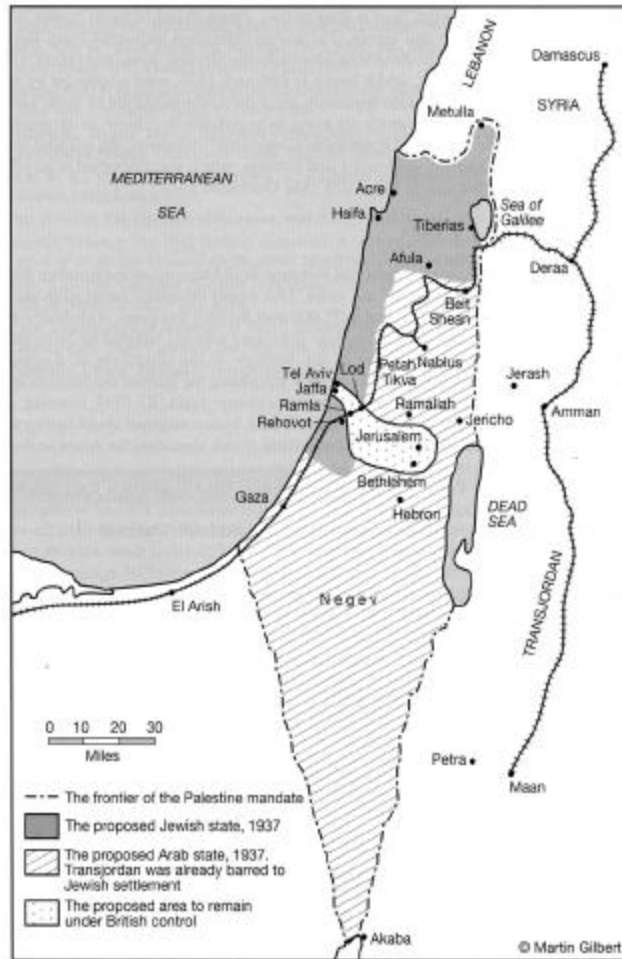 LEBANON
Damascus
SYRIA
Metulla
MEDITERRANEAN
SEA
Acre
Haifa
Sea of
Galilee
Tiberias
Afula
Deraa
Beit
Shean
Nablus
Tel Aviv
Lod
Petah
Tikva
Jaffa
Jerash
Ramla
Ramallah
Rehovot
Jericho
Amman
Jerusalem
Bethlehem
Gaza
Hebron
DEAD
SEA
Negev
El Arish
TRANSJORDAN
0 10 20 30
Miles
Petra
Maan
The frontier of the Palestine mandate
The proposed Jewish state, 1937
The proposed Arab state, 1937.
Transjordan was already barred to
Jewish settlement
The proposed area to remain
under British control
Akaba
© Martin Gilbert